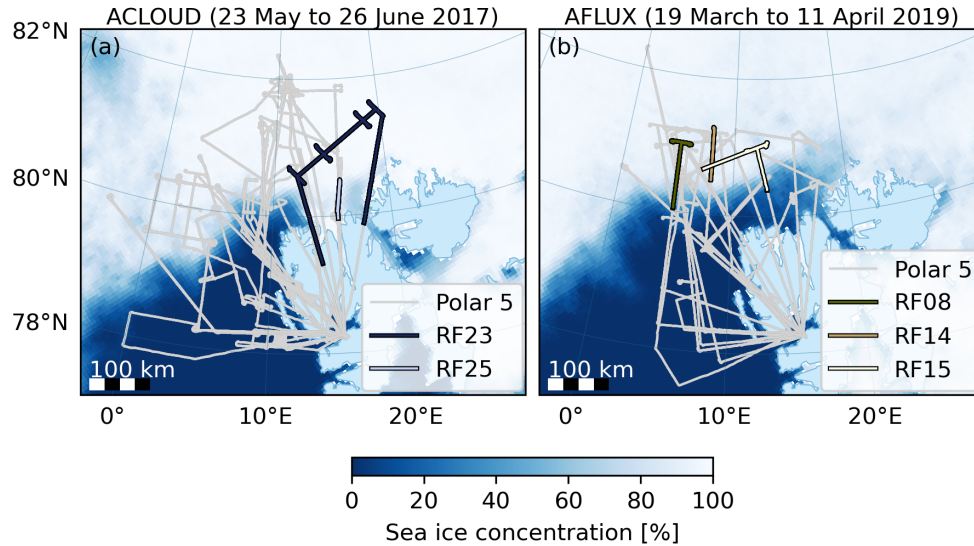 ACLOUD (23 May to 26 June 2017)
AFLUX (19 March to 11 April 2019)
82°N
80°N
78°N
(a)
Polar 5
RF23
RF25
100 km
0°
10°E
20°E
(b)
Polar 5
RF08
RF14
RF15
100 km
0°
10°E
20°E
0
20
40
60
80
100
Sea ice concentration [%]